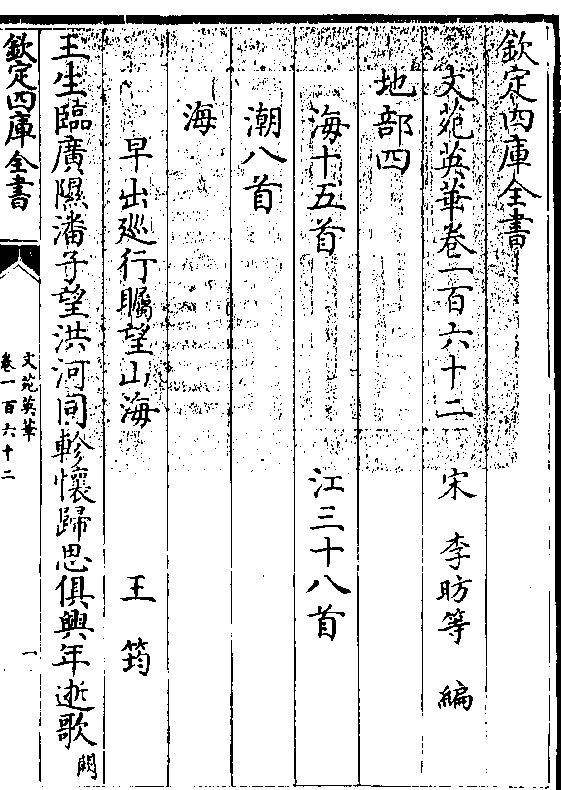 欽定四庫全書
文苑英華卷一百六十二 宋 李昉等 編
地部四
海十五首 江三十八首
潮八首
海
早出廵行矚望山海 王筠
王生臨廣隰潘子望洪河同軫懷歸思俱興年逝歌闕
欽定四庫全書
文苑英華
卷一百六十二
一